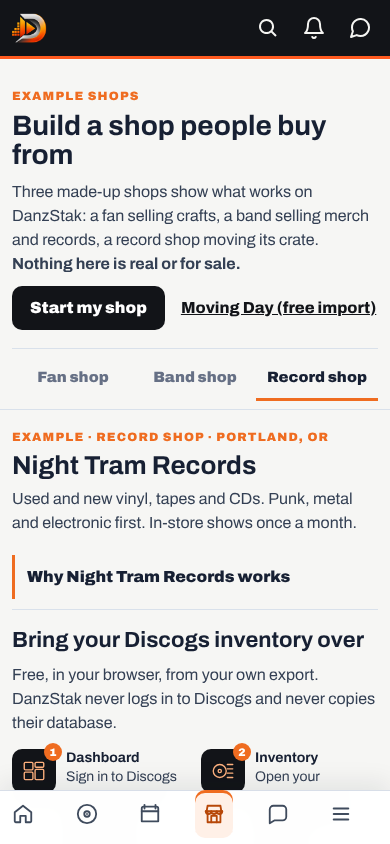 EXAMPLE SHOPS
Build a shop people buy
from
Three made-up shops show what works on
DanzStak: a fan selling crafts, a band selling merch
and records, a record shop moving its crate.
Nothing here is real or for sale.
Start my shop
Moving Day (free import)
Fan shop
Band shop
Record shop
EXAMPLE · RECORD SHOP · PORTLAND, OR
Night Tram Records
Used and new vinyl, tapes and CDs. Punk, metal
and electronic first. In-store shows once a month.
Why Night Tram Records works
Bring your Discogs inventory over
Free, in your browser, from your own export.
DanzStak never logs in to Discogs and never copies
their database.
1
Dashboard
Sign in to Discogs
2
Inventory
Open your